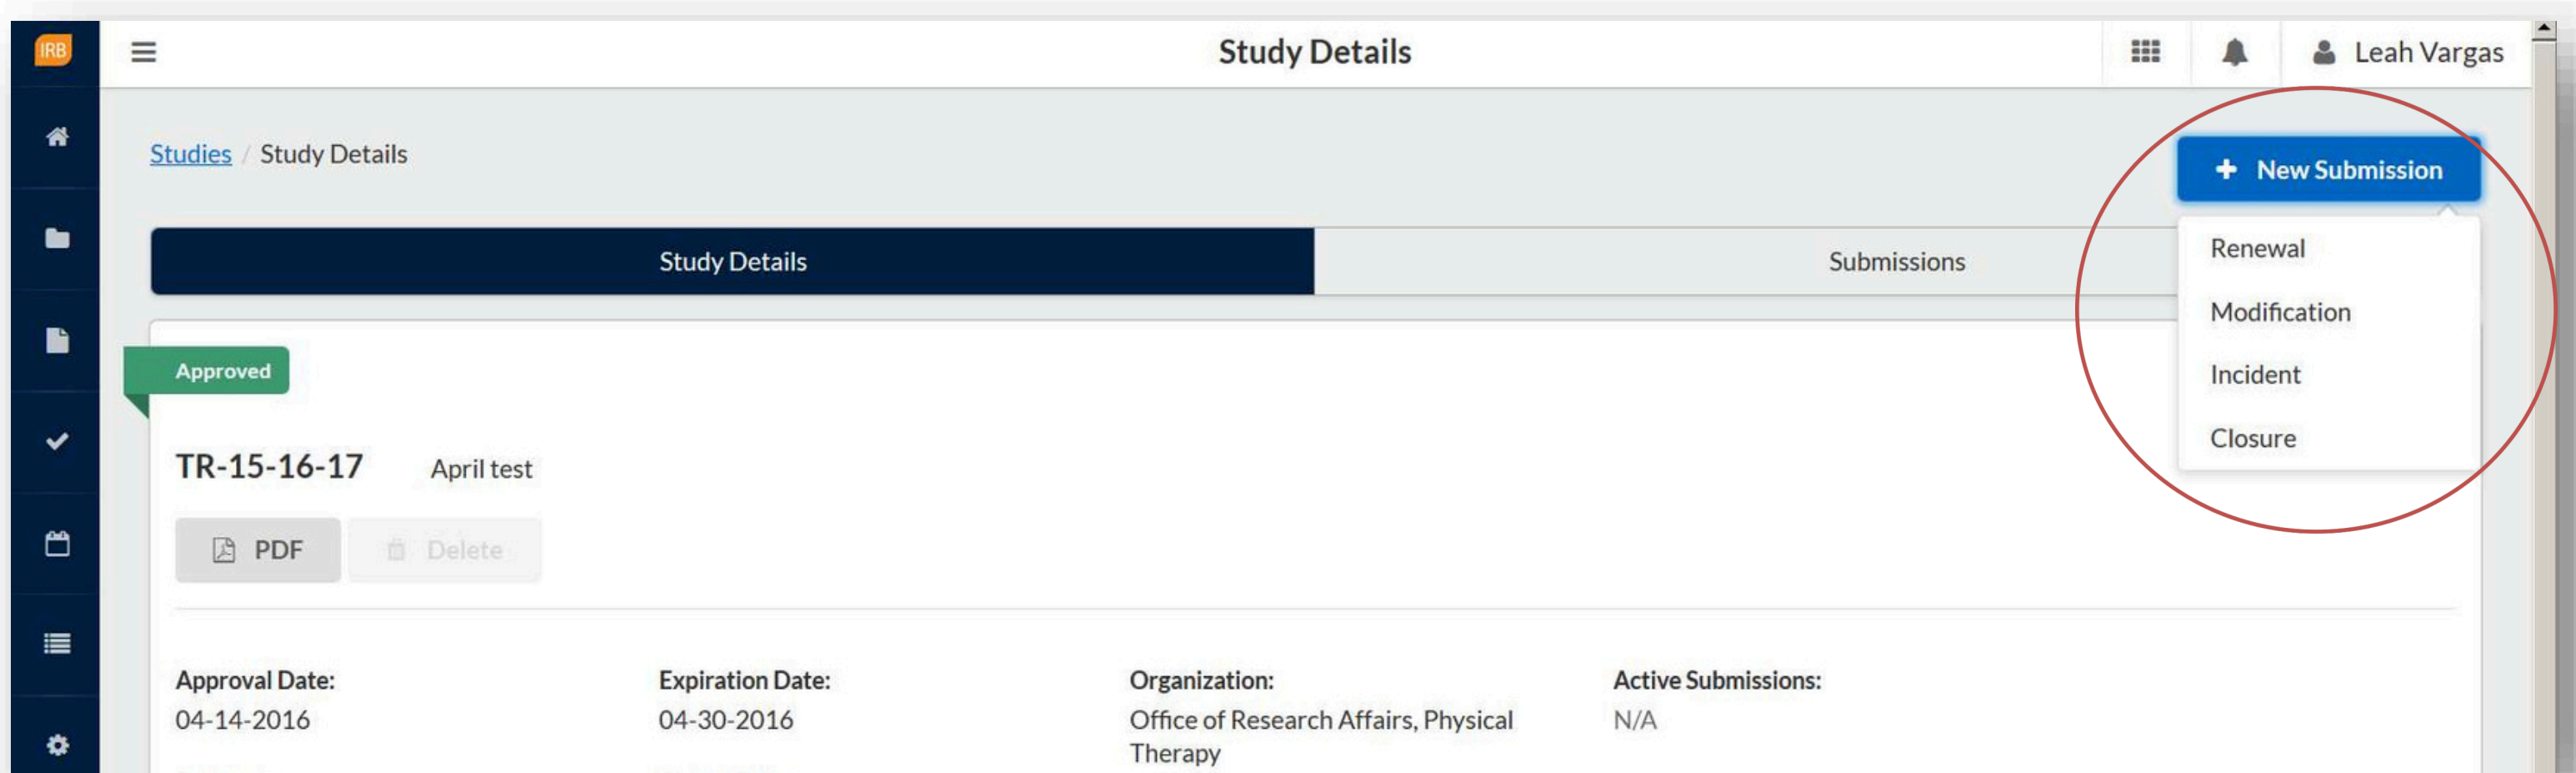 IRB
Study Details
Leah Vargas
Studies / Study Details
+ New Submission
Study Details
Submissions
Renewal
Modification
Incident
Closure
Approved
TR-15-16-17 April test
PDF
Delete
Approval Date:
04-14-2016
Expiration Date:
04-30-2016
Organization:
Office of Research Affairs, Physical
Therapy
Active Submissions:
N/A